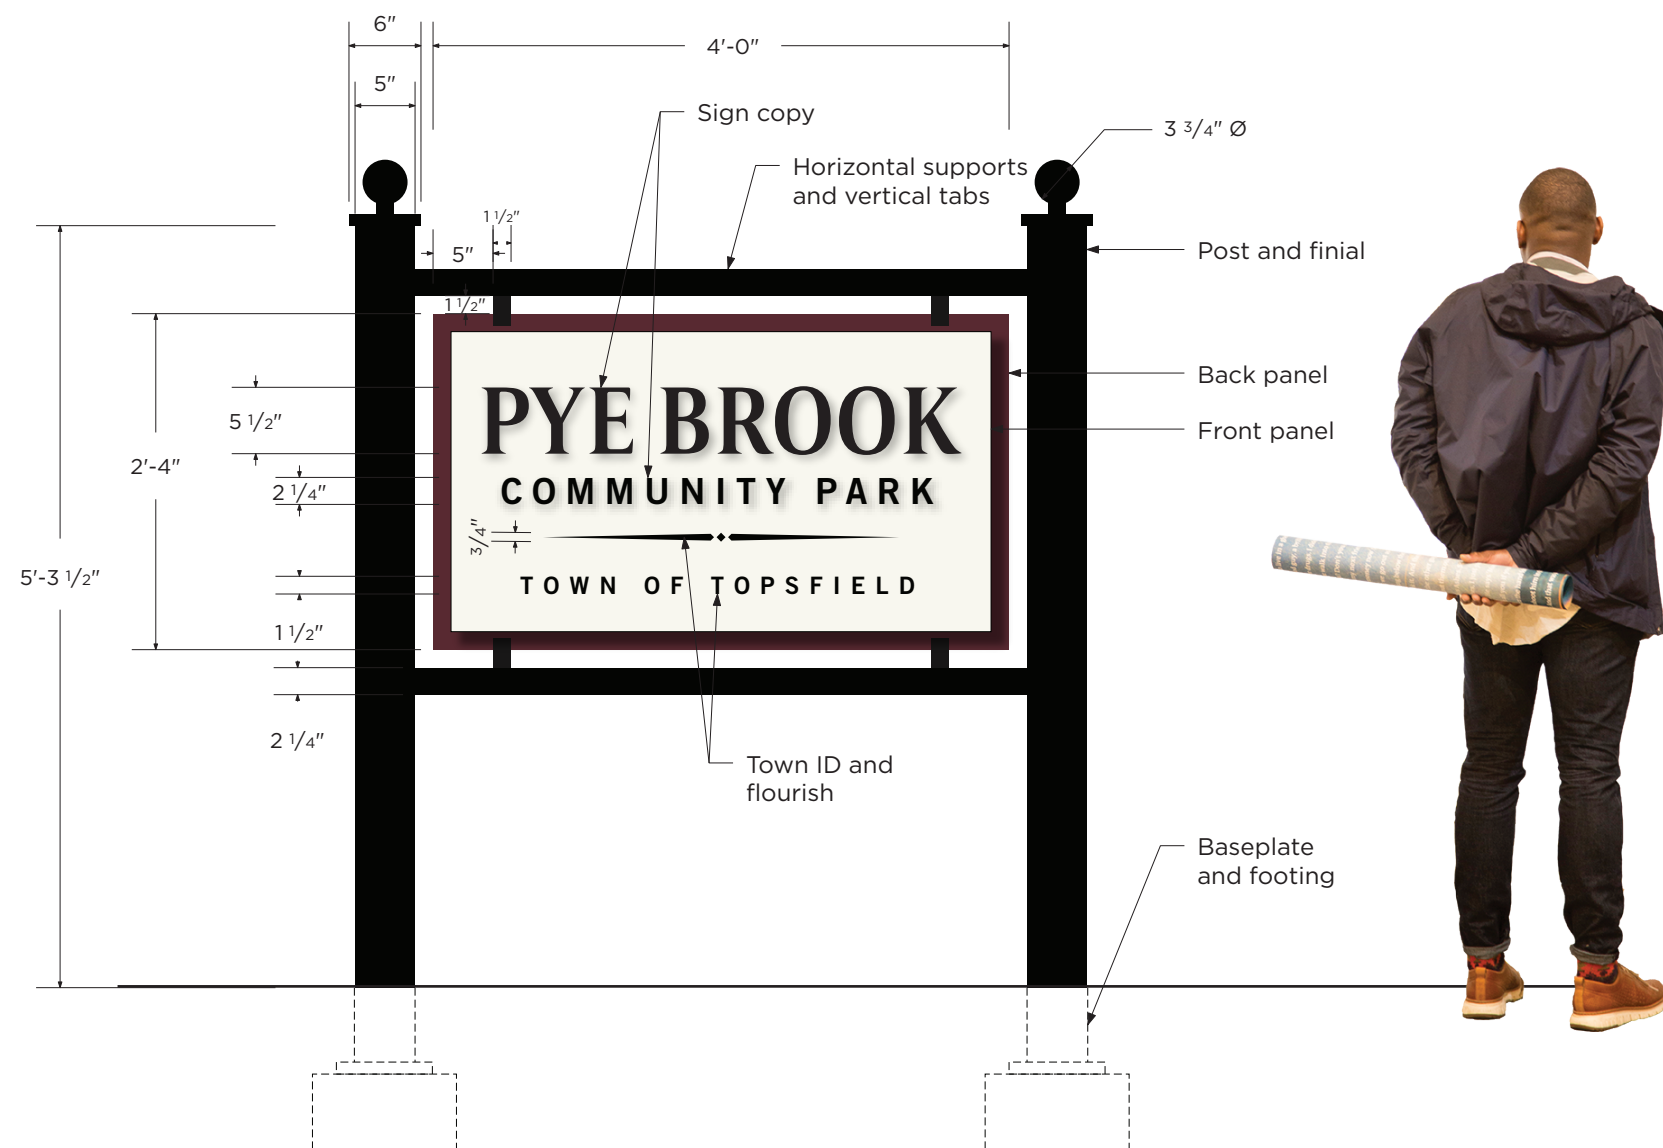 6"
4'-0"
5"
Sign copy
3 3/4" Ø
Horizontal supports
and vertical tabs
1 1/2"
5"
Post and finial
1 1/2"
Back panel
5 1/2"
PYE BROOK
Front panel
2'-4"
2 1/4"
COMMUNITY PARK
3/4"
5'-3 1/2"
TOWN OF TOPSFIELD
1 1/2"
2 1/4"
Town ID and
flourish
Baseplate
and footing